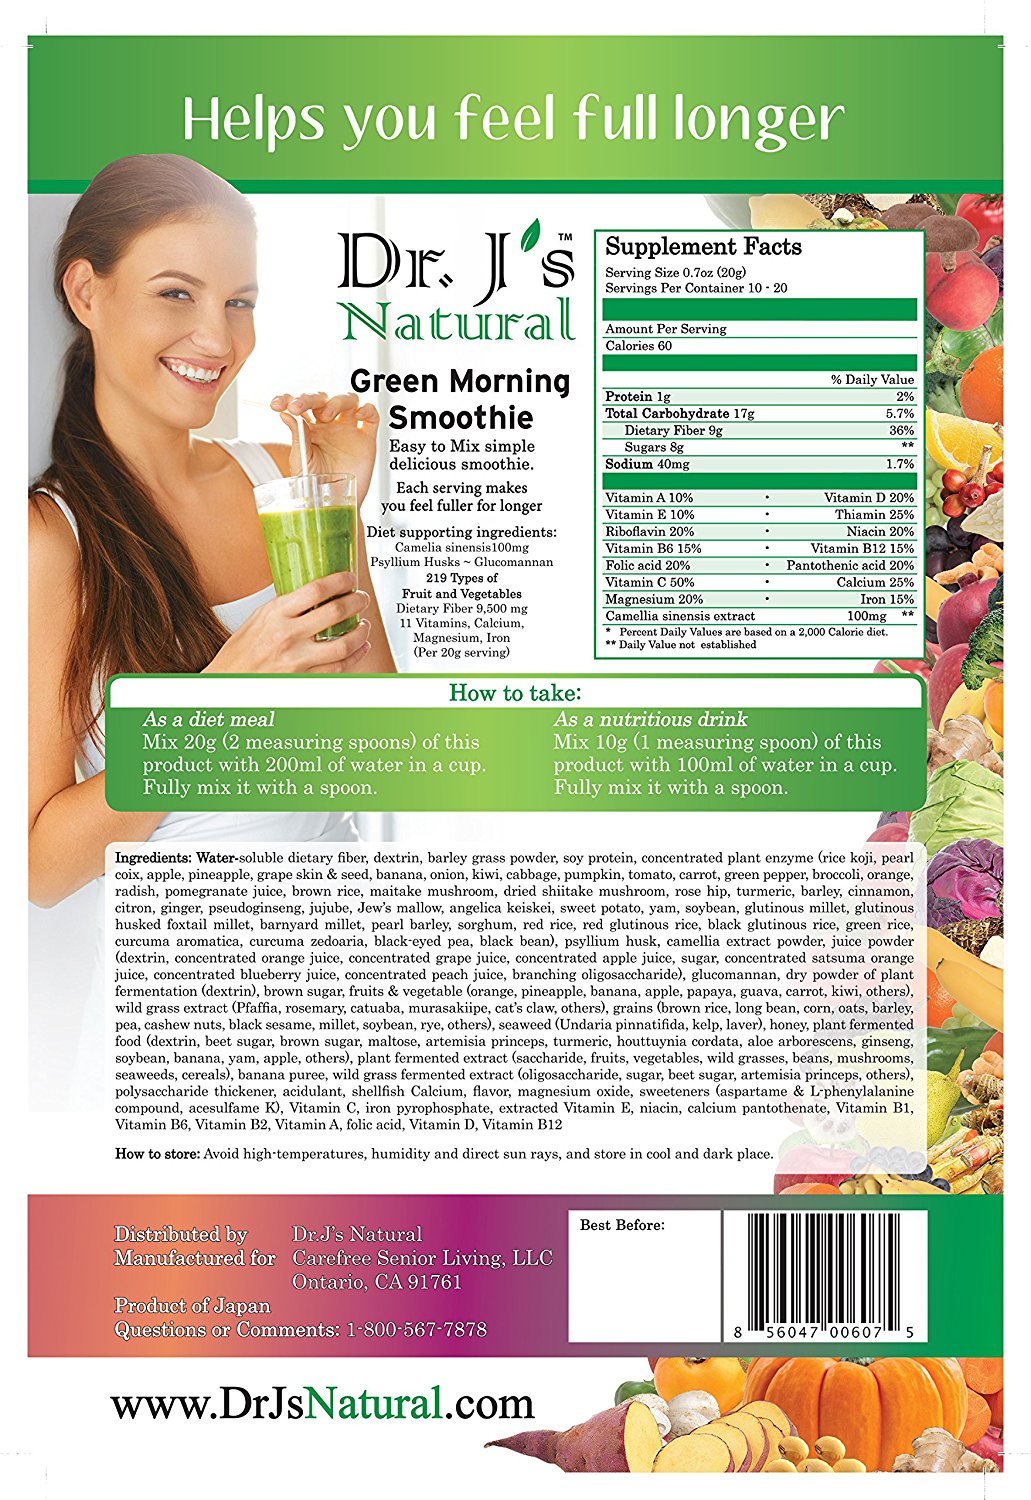 Helps you feel full longer
Dr. J's™
Natural
Green Morning
Smoothie
Easy to Mix simple
delicious smoothie.
Each serving makes
you feel fuller for longer
Diet supporting ingredients:
Camelia sinensis100mg
Psyllium Husks ~ Glucomannan
219 Types of
Fruit and Vegetables
Dietary Fiber 9,500 mg
11 Vitamins, Calcium,
Magnesium, Iron
(Per 20g serving)
Supplement Facts
Serving Size 0.7oz (20g)
Servings Per Container 10 - 20
Amount Per Serving
Calories 60
% Daily Value
Protein 1g 2%
Total Carbohydrate 17g 5.7%
Dietary Fiber 9g 36%
Sugars 8g **
Sodium 40mg 1.7%
Vitamin A 10% • Vitamin D 20%
Vitamin E 10% • Thiamin 25%
Riboflavin 20% • Niacin 20%
Vitamin B6 15% • Vitamin B12 15%
Folic acid 20% • Pantothenic acid 20%
Vitamin C 50% • Calcium 25%
Magnesium 20% • Iron 15%
Camellia sinensis extract 100mg **
* Percent Daily Values are based on a 2,000 Calorie diet.
** Daily Value not established
How to take:
As a diet meal
Mix 20g (2 measuring spoons) of this
product with 200ml of water in a cup.
Fully mix it with a spoon.
As a nutritious drink
Mix 10g (1 measuring spoon) of this
product with 100ml of water in a cup.
Fully mix it with a spoon.
Ingredients: Water-soluble dietary fiber, dextrin, barley grass powder, soy protein, concentrated plant enzyme (rice koji, pearl
coix, apple, pineapple, grape skin & seed, banana, onion, kiwi, cabbage, pumpkin, tomato, carrot, green pepper, broccoli, orange,
radish, pomegranate juice, brown rice, maitake mushroom, dried shiitake mushroom, rose hip, turmeric, barley, cinnamon,
citron, ginger, pseudoginseng, jujube, Jew's mallow, angelica keiskei, sweet potato, yam, soybean, glutinous millet, glutinous
husked foxtail millet, barnyard millet, pearl barley, sorghum, red rice, red glutinous rice, black glutinous rice, green rice,
curcuma aromatica, curcuma zedoaria, black-eyed pea, black bean), psyllium husk, camellia extract powder, juice powder
(dextrin, concentrated orange juice, concentrated grape juice, concentrated apple juice, sugar, concentrated satsuma orange
juice, concentrated blueberry juice, concentrated peach juice, branching oligosaccharide), glucomannan, dry powder of plant
fermentation (dextrin), brown sugar, fruits & vegetable (orange, pineapple, banana, apple, papaya, guava, carrot, kiwi, others),
wild grass extract (Pfaffia, rosemary, catuaba, murasakiipe, cat's claw, others), grains (brown rice, long bean, corn, oats, barley,
pea, cashew nuts, black sesame, millet, soybean, rye, others), seaweed (Undaria pinnatifida, kelp, laver), honey, plant fermented
food (dextrin, beet sugar, brown sugar, maltose, artemisia princeps, turmeric, houttuynia cordata, aloe arborescens, ginseng,
soybean, banana, yam, apple, others), plant fermented extract (saccharide, fruits, vegetables, wild grasses, beans, mushrooms,
seaweeds, cereals), banana puree, wild grass fermented extract (oligosaccharide, sugar, beet sugar, artemisia princeps, others),
polysaccharide thickener, acidulant, shellfish Calcium, flavor, magnesium oxide, sweeteners (aspartame & L-phenylalanine
compound, acesulfame K), Vitamin C, iron pyrophosphate, extracted Vitamin E, niacin, calcium pantothenate, Vitamin B1,
Vitamin B6, Vitamin B2, Vitamin A, folic acid, Vitamin D, Vitamin B12
How to store: Avoid high-temperatures, humidity and direct sun rays, and store in cool and dark place.
Distributed by Dr.J's Natural
Manufactured for Carefree Senior Living, LLC
Ontario, CA 91761
Product of Japan
Questions or Comments: 1-800-567-7878
Best Before:
8 56047 00607 5
www.DrJsNatural.com